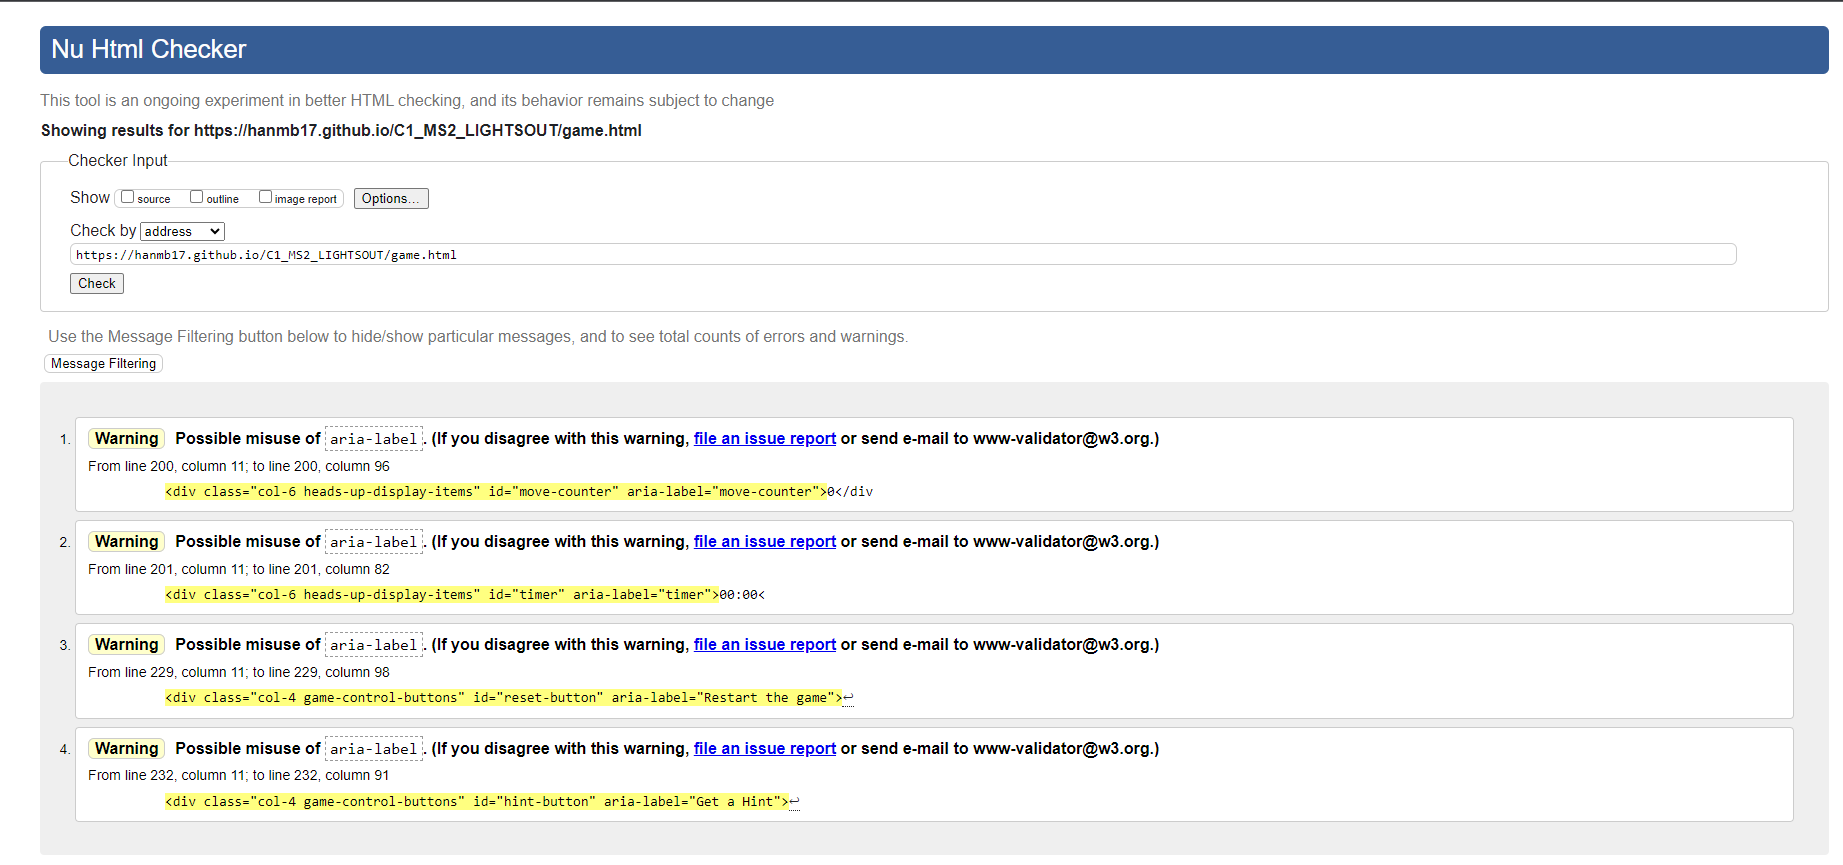 Nu Html Checker
This tool is an ongoing experiment in better HTML checking, and its behavior remains subject to change
Showing results for https://hanmb17.github.io/C1_MS2_LIGHTSOUT/game.html
Checker Input
Show source outline image report Options...
Check by address
https://hanmb17.github.io/C1_MS2_LIGHTSOUT/game.html
Check
Use the Message Filtering button below to hide/show particular messages, and to see total counts of errors and warnings.
Message Filtering
1. Warning Possible misuse of aria-label. (If you disagree with this warning, file an issue report or send e-mail to www-validator@w3.org.)
From line 200, column 11; to line 200, column 96
<div class="col-6 heads-up-display-items" id="move-counter" aria-label="move-counter">0</div
2. Warning Possible misuse of aria-label. (If you disagree with this warning, file an issue report or send e-mail to www-validator@w3.org.)
From line 201, column 11; to line 201, column 82
<div class="col-6 heads-up-display-items" id="timer" aria-label="timer">00:00<
3. Warning Possible misuse of aria-label. (If you disagree with this warning, file an issue report or send e-mail to www-validator@w3.org.)
From line 229, column 11; to line 229, column 98
<div class="col-4 game-control-buttons" id="reset-button" aria-label="Restart the game">↩
4. Warning Possible misuse of aria-label. (If you disagree with this warning, file an issue report or send e-mail to www-validator@w3.org.)
From line 232, column 11; to line 232, column 91
<div class="col-4 game-control-buttons" id="hint-button" aria-label="Get a Hint">↩